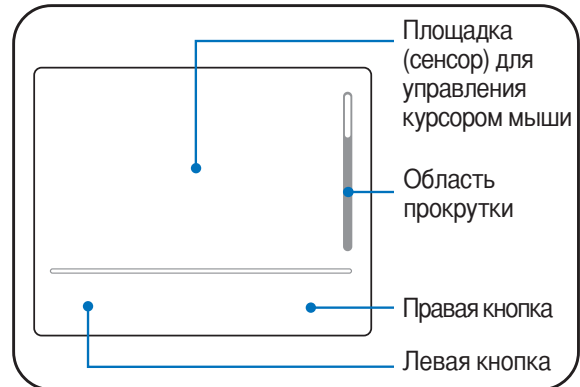 Площадка
(сенсор) для
управления
курсором мыши
Область
прокрутки
Правая кнопка
Левая кнопка